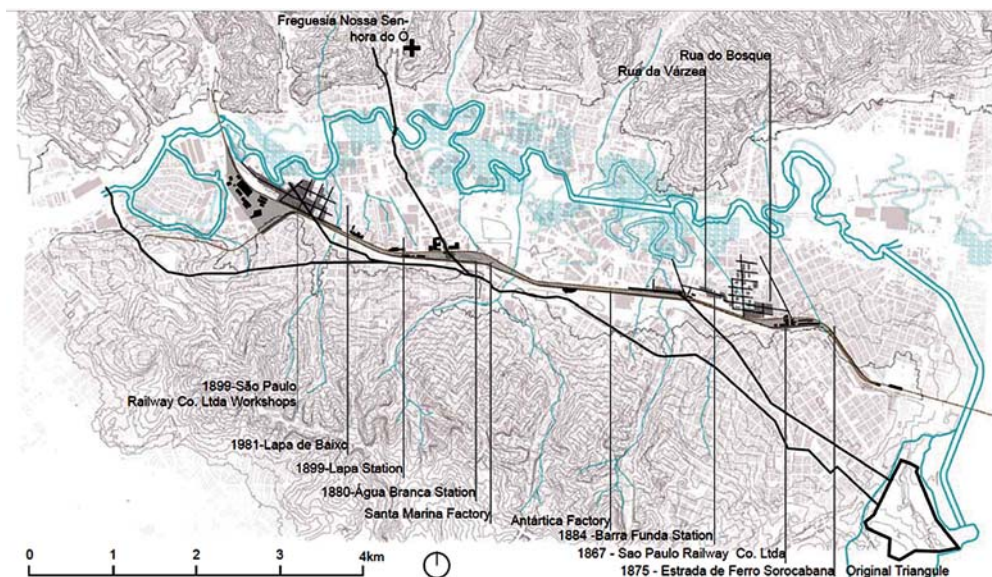 Freguesia Nossa Sen-
hora do Ó
Rua do Bosque
Rua da Várzea
1899-São Paulo
Railway Co. Ltda Workshops
1981-Lapa de Baixo
1899-Lapa Station
1880-Água Branca Station
Santa Marina Factory
Antártica Factory
1884 -Barra Funda Station
1867 - Sao Paulo Railway Co. Ltda
1875 - Estrada de Ferro Sorocabana
Original Triangule
0 1 2 3 4km